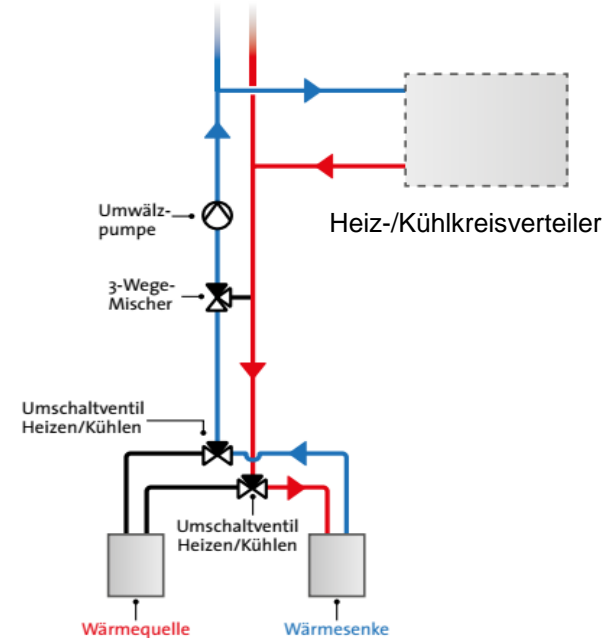 Heiz-/Kühlkreisverteiler
Umwälz-
pumpe
3-Wege-
Mischer
Umschaltventil
Heizen/Kühlen
Umschaltventil
Heizen/Kühlen
Wärmequelle
Wärmesenke